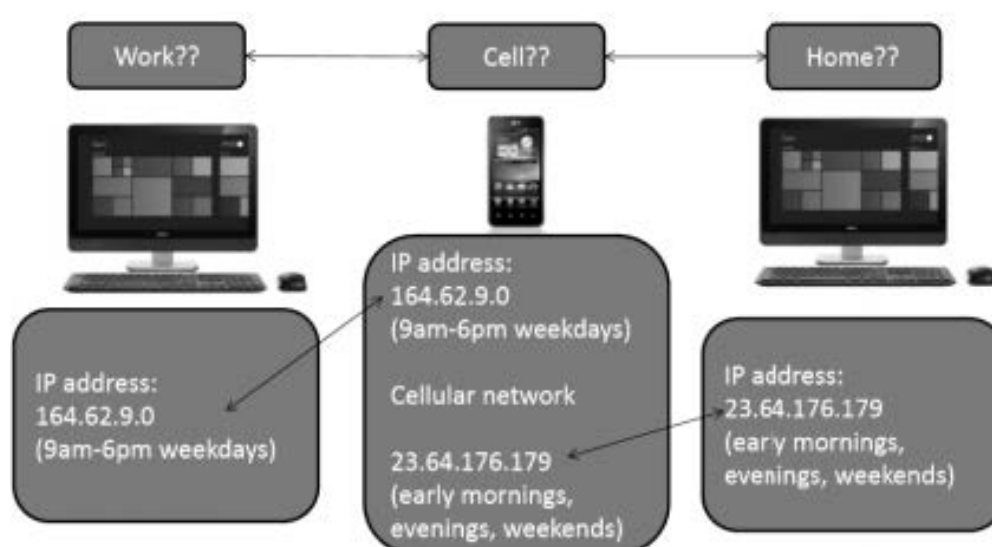 Work??
Cell??
Home??
IP address:
164.62.9.0
(9am-6pm weekdays)
IP address:
164.62.9.0
(9am-6pm weekdays)
Cellular network
23.64.176.179
(early mornings,
evenings, weekends)
IP address:
23.64.176.179
(early mornings,
evenings, weekends)